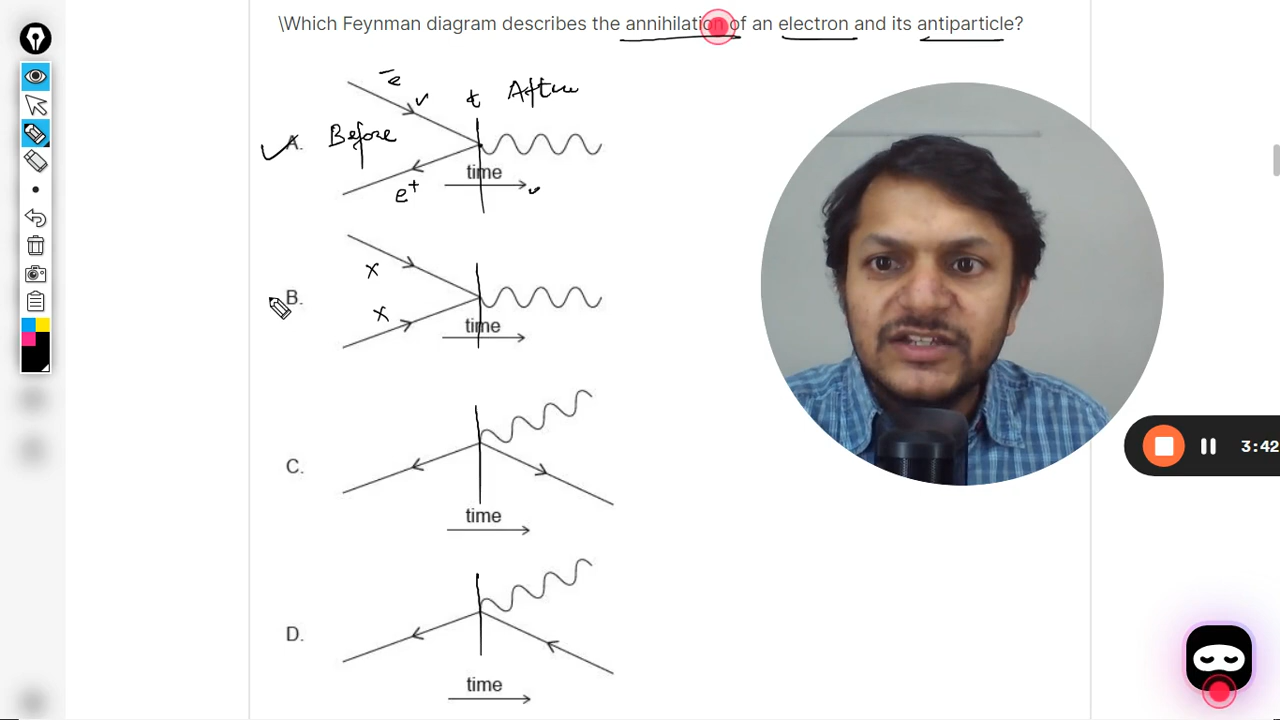 \Which Feynman diagram describes the annihilation of an electron and its antiparticle?
-e
t After
A. Before
time
e+
B. x
x
time
3:42
C.
time
D.
time